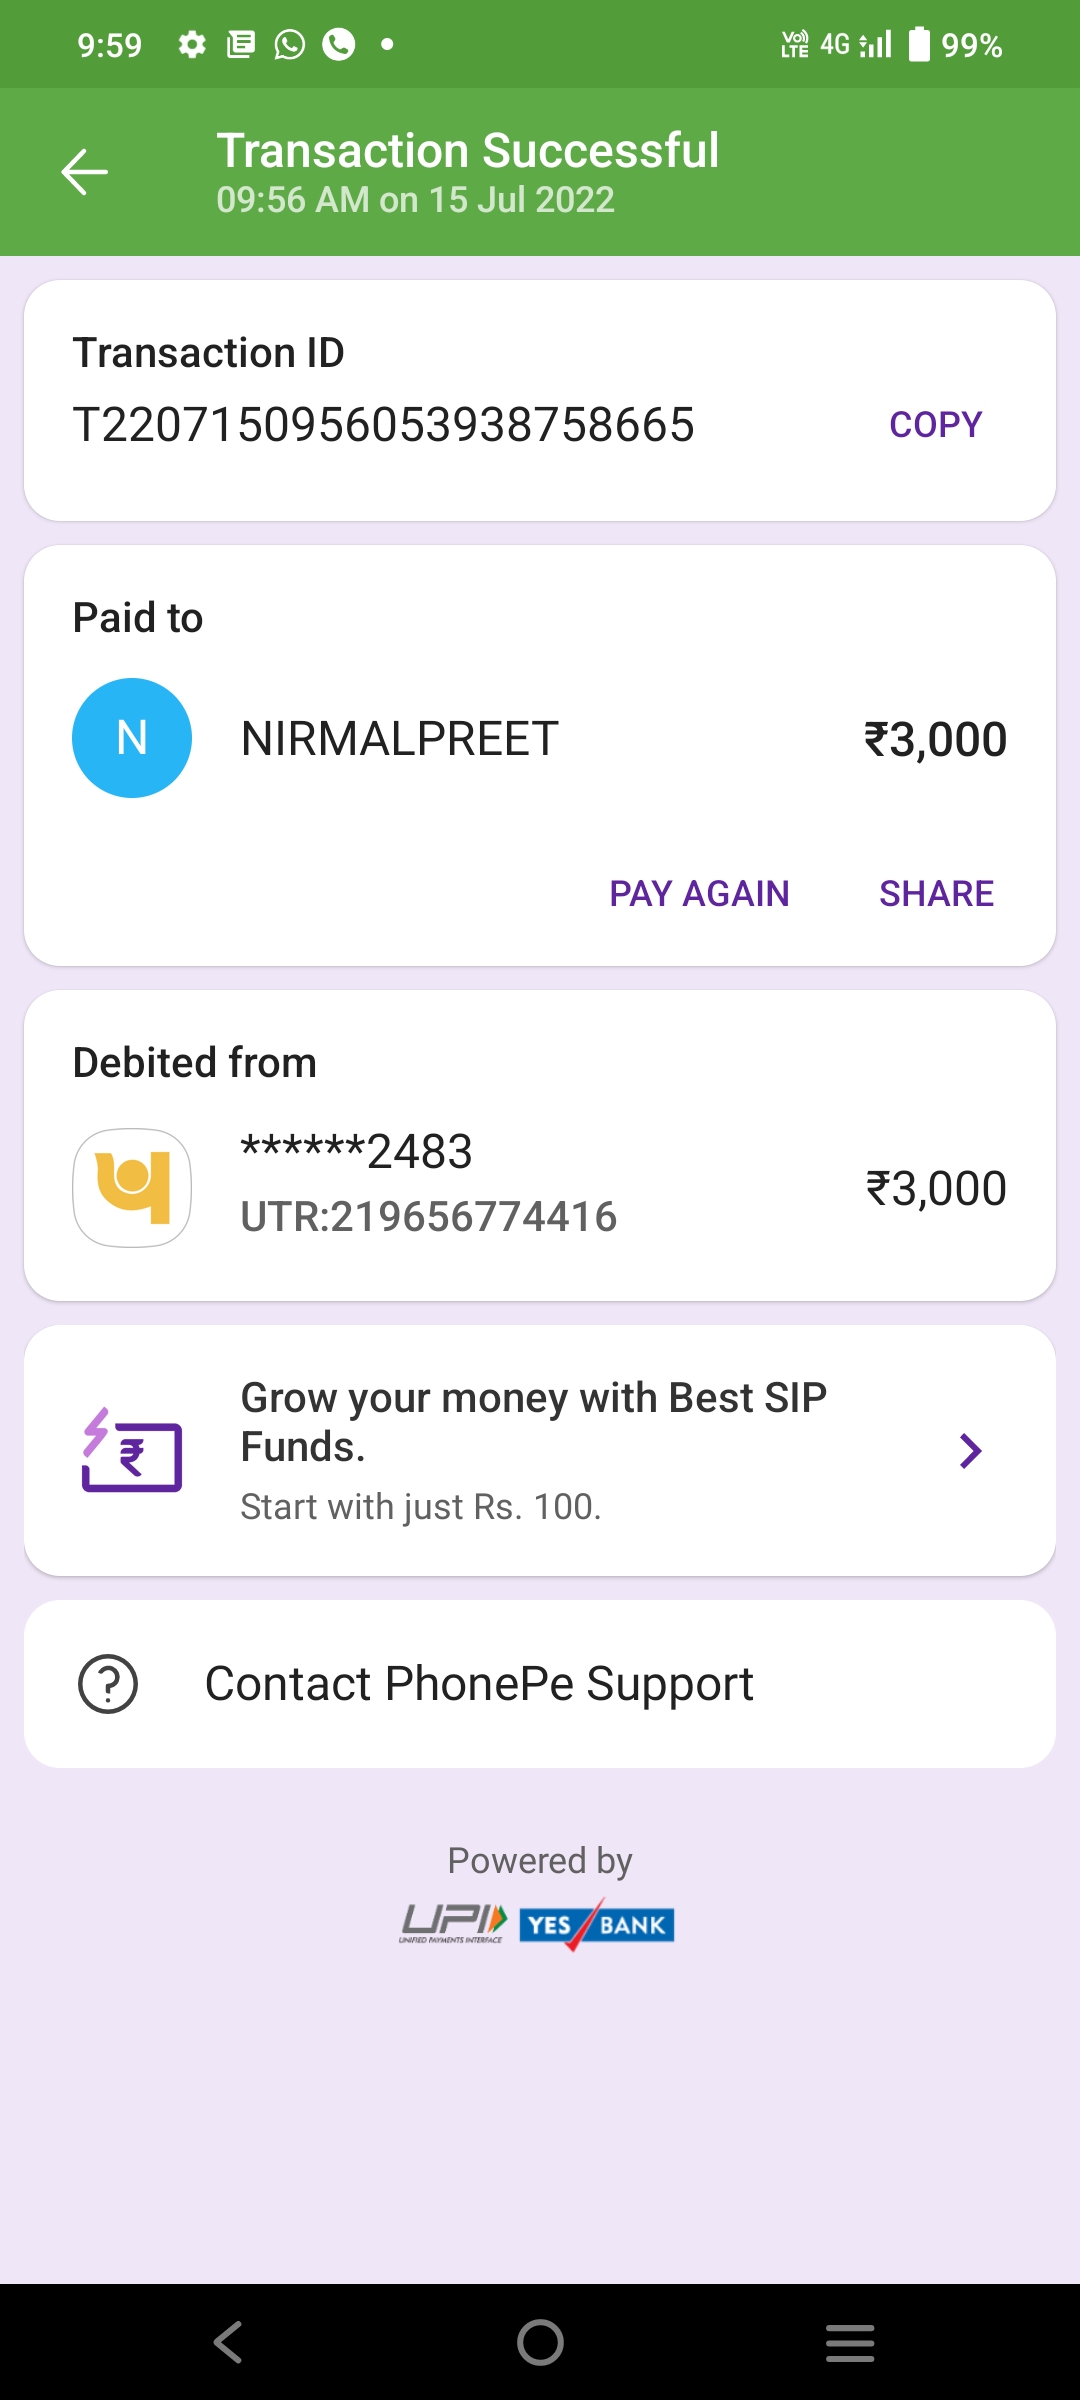 9:59
Vo)) LTE 4G 99%
Transaction Successful
09:56 AM on 15 Jul 2022
Transaction ID
T2207150956053938758665
COPY
Paid to
N
NIRMALPREET
₹3,000
PAY AGAIN
SHARE
Debited from
******2483
UTR:219656774416
₹3,000
Grow your money with Best SIP
Funds.
Start with just Rs. 100.
Contact PhonePe Support
Powered by
UPI
UNIFIED PAYMENTS INTERFACE
YES BANK